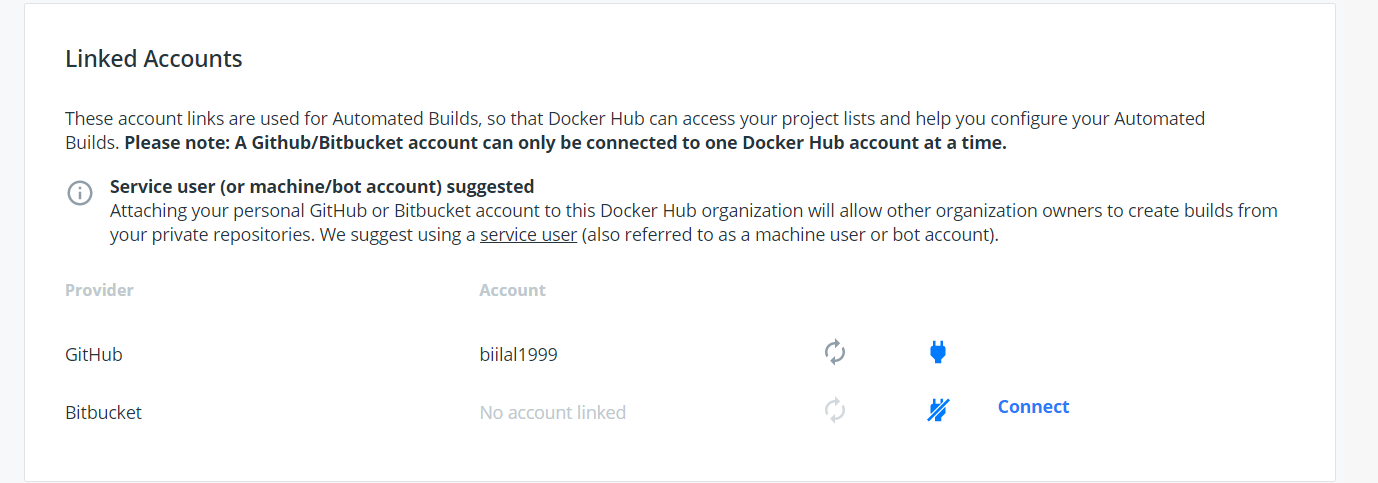 Linked Accounts
These account links are used for Automated Builds, so that Docker Hub can access your project lists and help you configure your Automated
Builds. Please note: A Github/Bitbucket account can only be connected to one Docker Hub account at a time.
Service user (or machine/bot account) suggested
Attaching your personal GitHub or Bitbucket account to this Docker Hub organization will allow other organization owners to create builds from
your private repositories. We suggest using a service user (also referred to as a machine user or bot account).
Provider Account
GitHub biilal1999
Bitbucket No account linked Connect